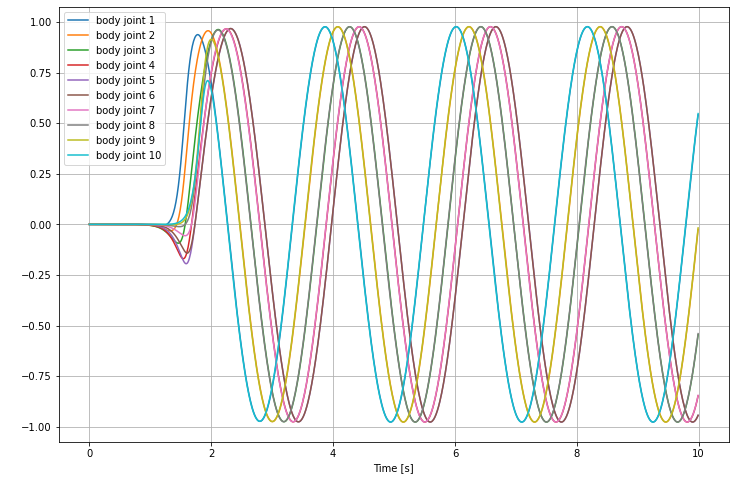 1.00
0.75
0.50
0.25
0.00
−0.25
−0.50
−0.75
−1.00
body joint 1
body joint 2
body joint 3
body joint 4
body joint 5
body joint 6
body joint 7
body joint 8
body joint 9
body joint 10
0 2 4 6 8 10
Time [s]